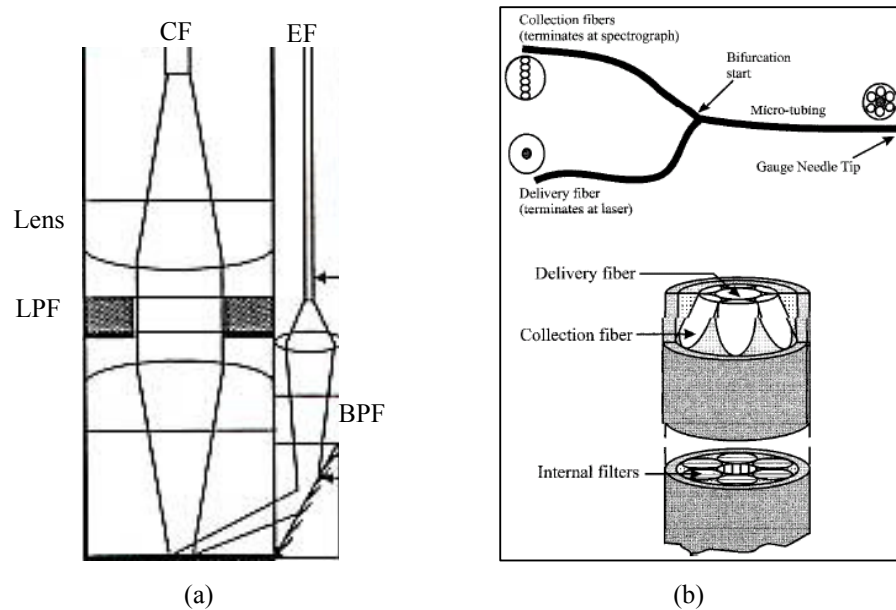 CF
EF
Lens
LPF
BPF
(a)
Collection fibers
(terminates at spectrograph)
Bifurcation
start
Micro-tubing
Gauge Needle Tip
Delivery fiber
(terminates at laser)
Delivery fiber
Collection fiber
Internal filters
(b)